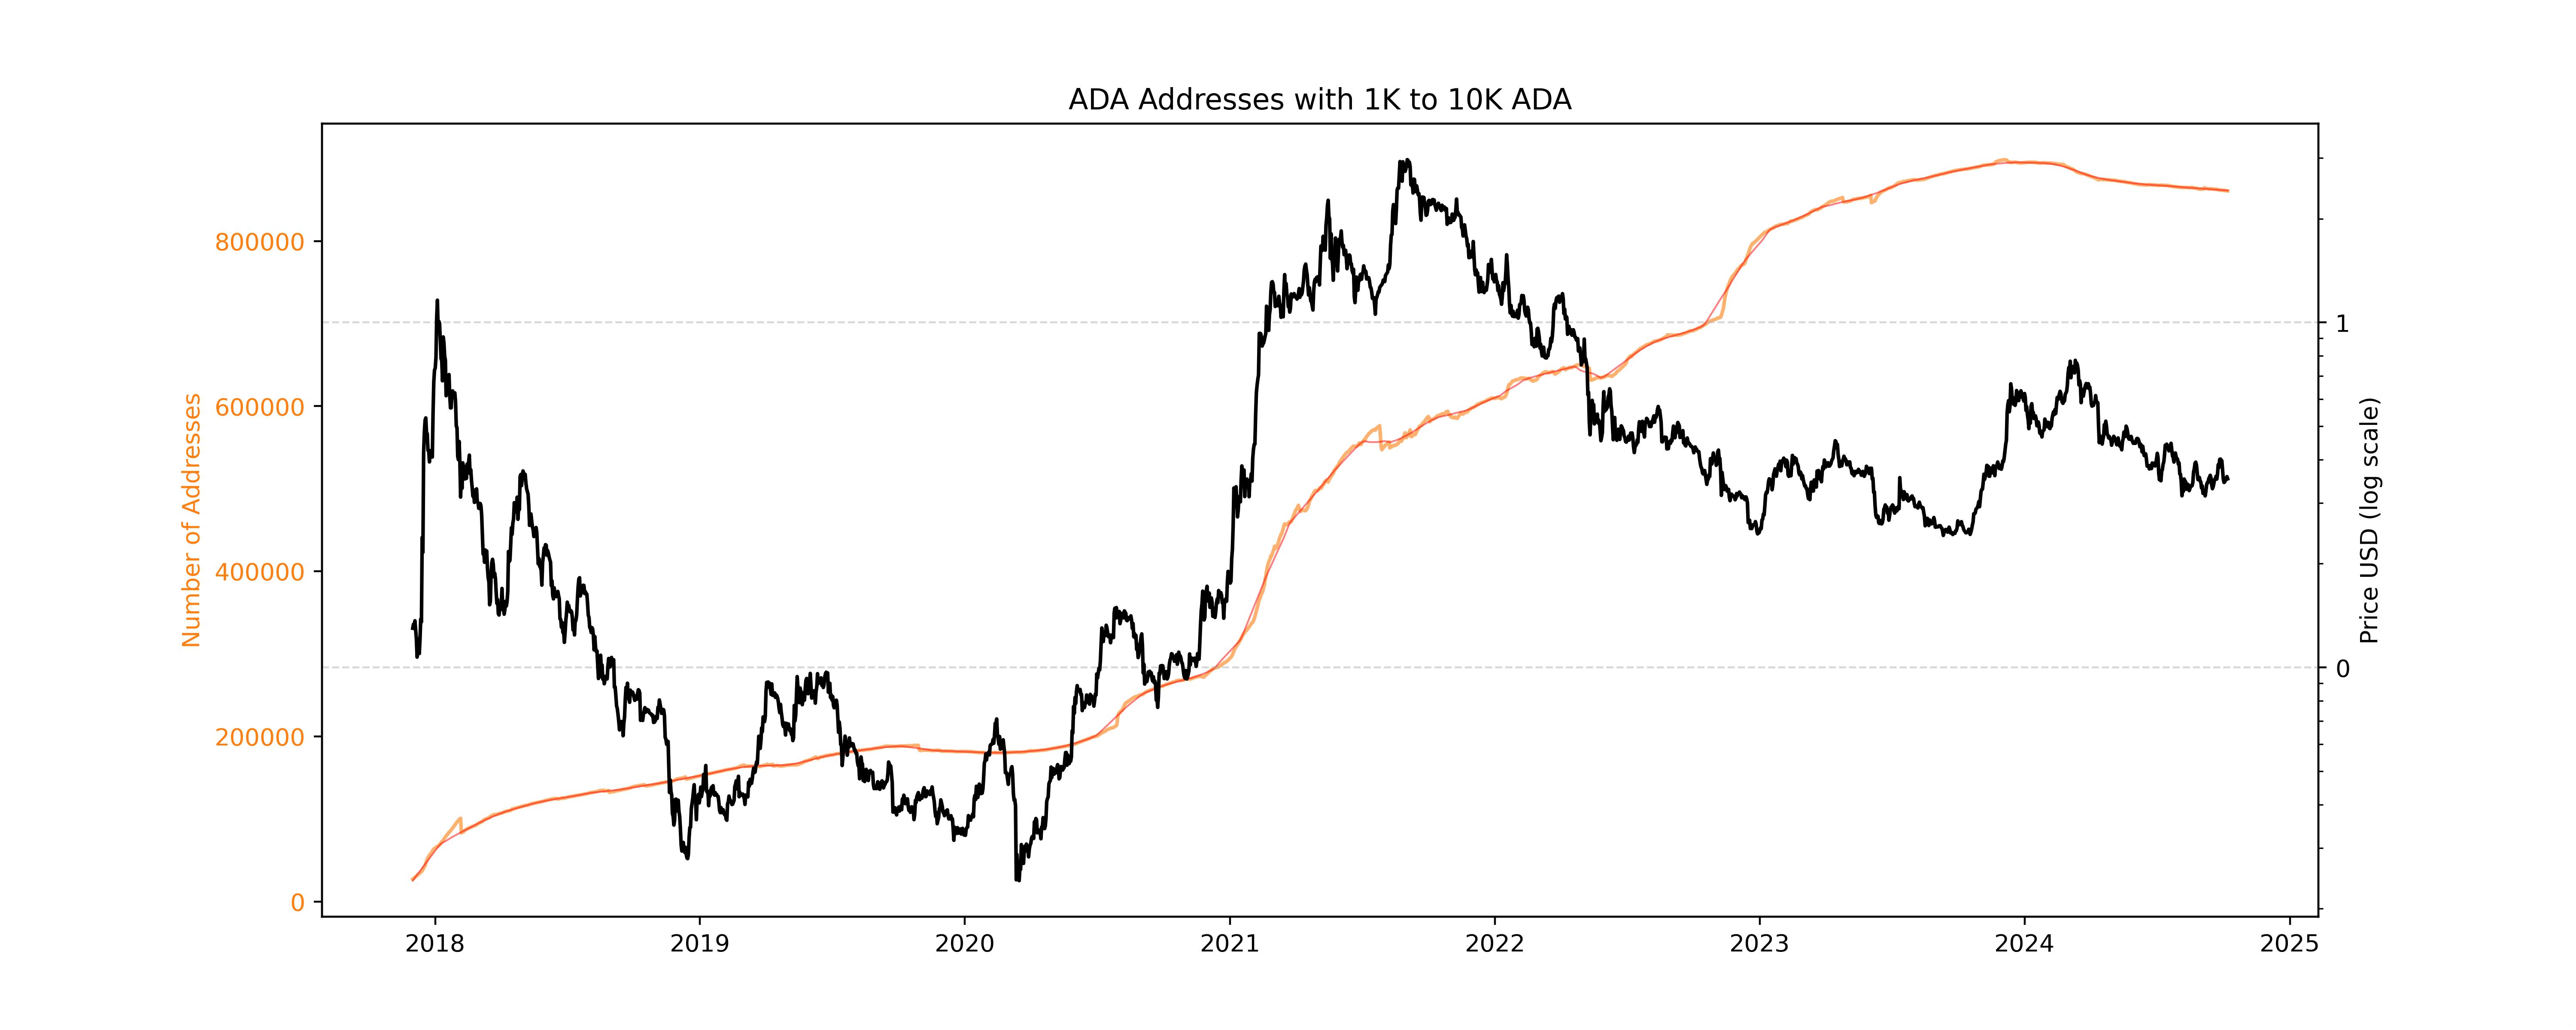 ADA Addresses with 1K to 10K ADA
Number of Addresses
800000
600000
400000
200000
0
1
0
Price USD (log scale)
2018 2019 2020 2021 2022 2023 2024 2025